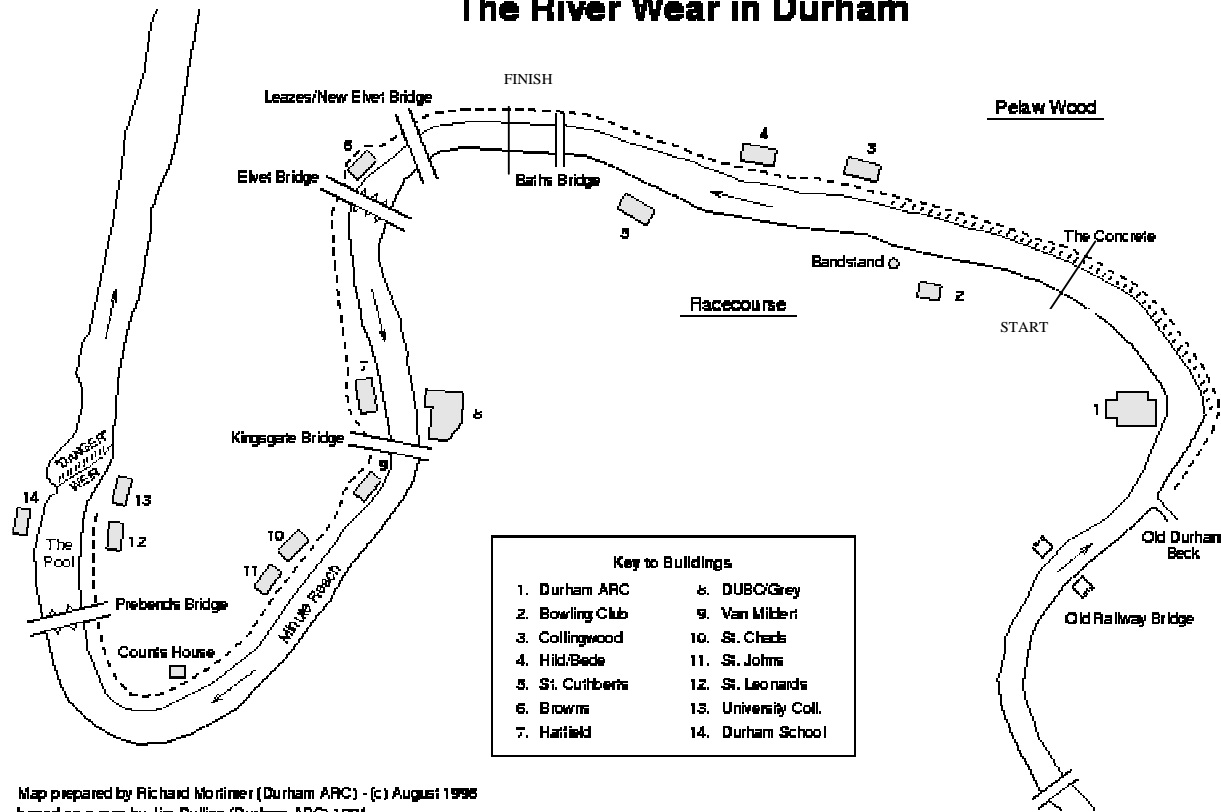 The River Wear in Durham
FINISH
Leazes/New Elvet Bridge
Pelaw Wood
4
3
6
Elvet Bridge
Baths Bridge
5
The Concrete
Bandstand
2
Racecourse
START
7
8
1
Kingsgate Bridge
"DANGER"
WEIR
9
14
13
10
12
The
Pool
Old Durham
Beck
11
Minute Reach
Prebends Bridge
Old Railway Bridge
Counts House
Key to Buildings
1. Durham ARC
2. Bowling Club
3. Collingwood
4. Hild/Bede
5. St. Cuthberts
6. Browns
7. Hatfield
8. DUBC/Grey
9. Van Mildert
10. St. Chads
11. St. Johns
12. St. Leonards
13. University Coll.
14. Durham School
Map prepared by Richard Mortimer (Durham ARC) - (c) August 1996